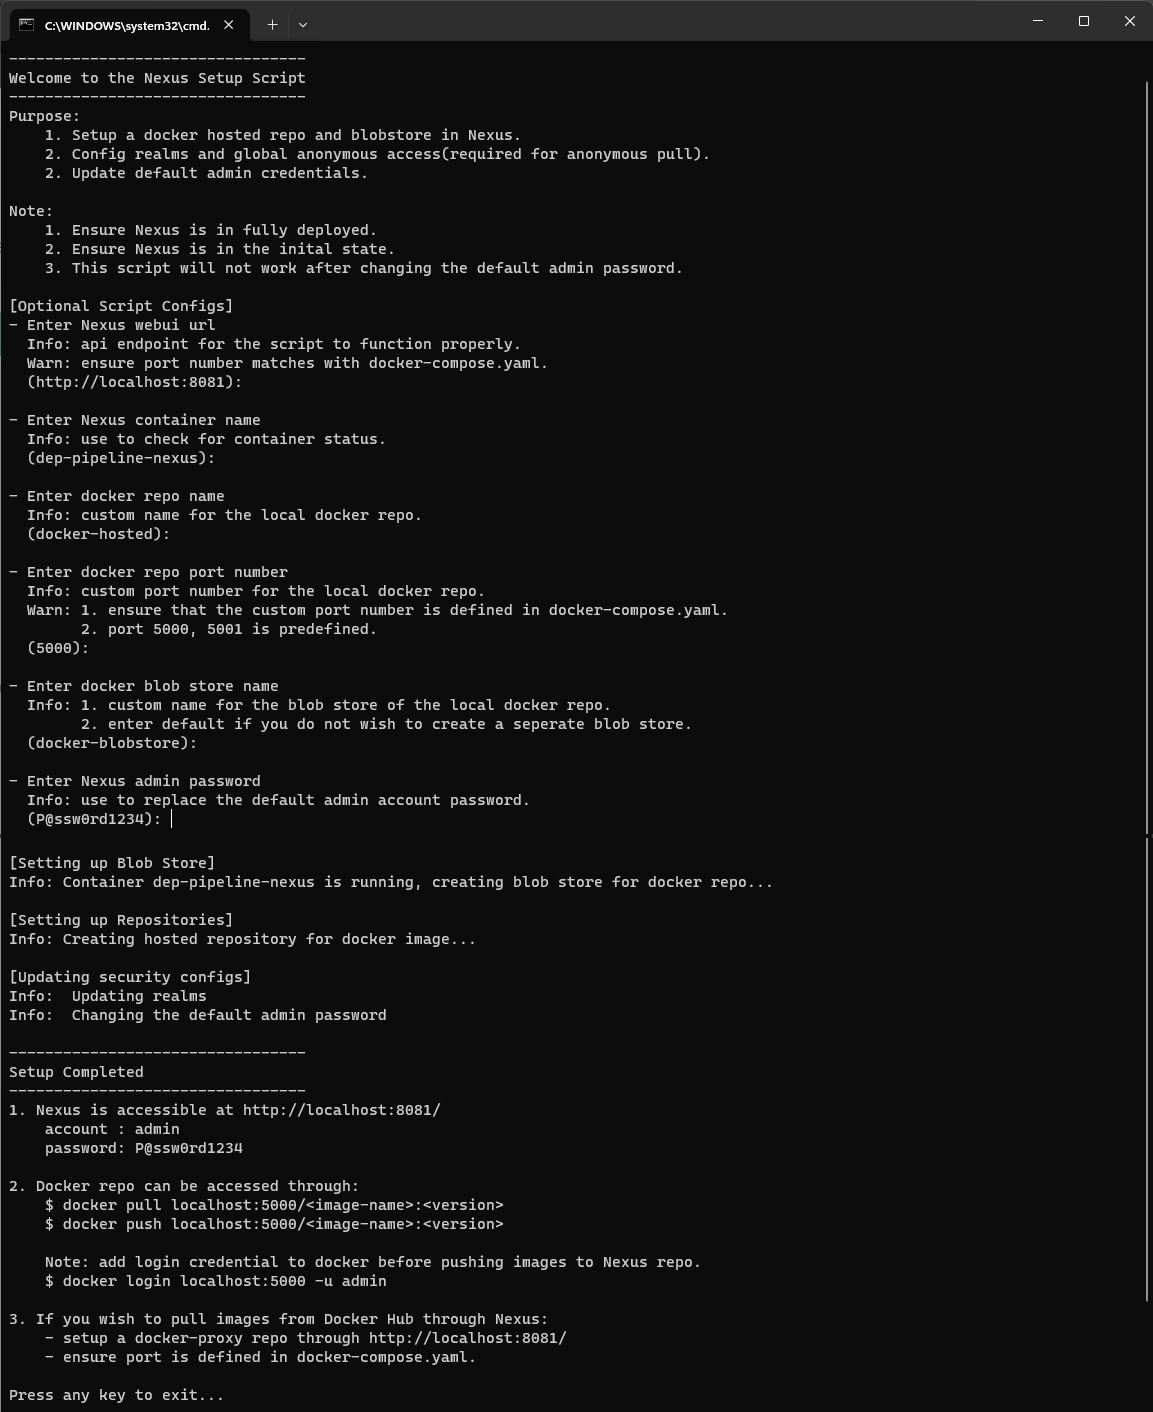 C:\WINDOWS\system32\cmd.
---------------------------------
Welcome to the Nexus Setup Script
---------------------------------
Purpose:
    1. Setup a docker hosted repo and blobstore in Nexus.
    2. Config realms and global anonymous access(required for anonymous pull).
    2. Update default admin credentials.

Note:
    1. Ensure Nexus is in fully deployed.
    2. Ensure Nexus is in the inital state.
    3. This script will not work after changing the default admin password.

[Optional Script Configs]
- Enter Nexus webui url
  Info: api endpoint for the script to function properly.
  Warn: ensure port number matches with docker-compose.yaml.
  (http://localhost:8081):

- Enter Nexus container name
  Info: use to check for container status.
  (dep-pipeline-nexus):

- Enter docker repo name
  Info: custom name for the local docker repo.
  (docker-hosted):

- Enter docker repo port number
  Info: custom port number for the local docker repo.
  Warn: 1. ensure that the custom port number is defined in docker-compose.yaml.
        2. port 5000, 5001 is predefined.
  (5000):

- Enter docker blob store name
  Info: 1. custom name for the blob store of the local docker repo.
        2. enter default if you do not wish to create a seperate blob store.
  (docker-blobstore):

- Enter Nexus admin password
  Info: use to replace the default admin account password.
  (P@ssw0rd1234):

[Setting up Blob Store]
Info: Container dep-pipeline-nexus is running, creating blob store for docker repo...

[Setting up Repositories]
Info: Creating hosted repository for docker image...

[Updating security configs]
Info:  Updating realms
Info:  Changing the default admin password

---------------------------------
Setup Completed
---------------------------------
1. Nexus is accessible at http://localhost:8081/
    account : admin
    password: P@ssw0rd1234

2. Docker repo can be accessed through:
    $ docker pull localhost:5000/<image-name>:<version>
    $ docker push localhost:5000/<image-name>:<version>

    Note: add login credential to docker before pushing images to Nexus repo.
    $ docker login localhost:5000 -u admin

3. If you wish to pull images from Docker Hub through Nexus:
    - setup a docker-proxy repo through http://localhost:8081/
    - ensure port is defined in docker-compose.yaml.

Press any key to exit...